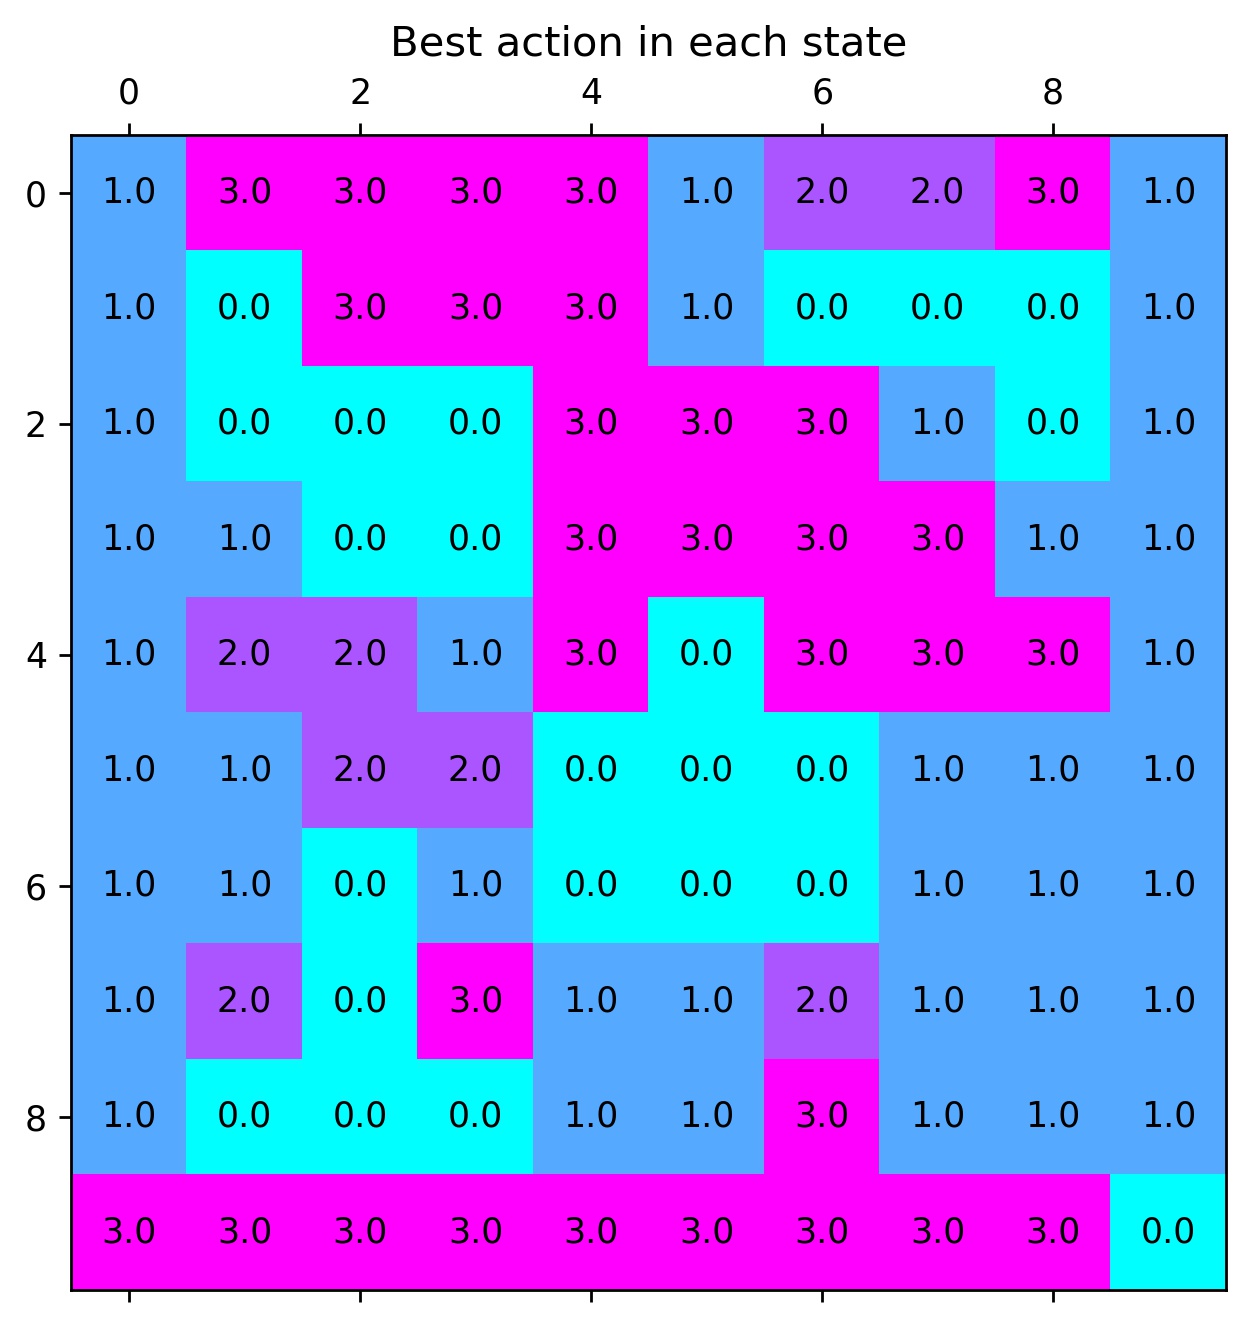 Best action in each state
0 2 4 6 8
0 1.0 3.0 3.0 3.0 3.0 1.0 2.0 2.0 3.0 1.0
1.0 0.0 3.0 3.0 3.0 1.0 0.0 0.0 0.0 1.0
2 1.0 0.0 0.0 0.0 3.0 3.0 3.0 1.0 0.0 1.0
1.0 1.0 0.0 0.0 3.0 3.0 3.0 3.0 1.0 1.0
4 1.0 2.0 2.0 1.0 3.0 0.0 3.0 3.0 3.0 1.0
1.0 1.0 2.0 2.0 0.0 0.0 0.0 1.0 1.0 1.0
6 1.0 1.0 0.0 1.0 0.0 0.0 0.0 1.0 1.0 1.0
1.0 2.0 0.0 3.0 1.0 1.0 2.0 1.0 1.0 1.0
8 1.0 0.0 0.0 0.0 1.0 1.0 3.0 1.0 1.0 1.0
3.0 3.0 3.0 3.0 3.0 3.0 3.0 3.0 3.0 0.0